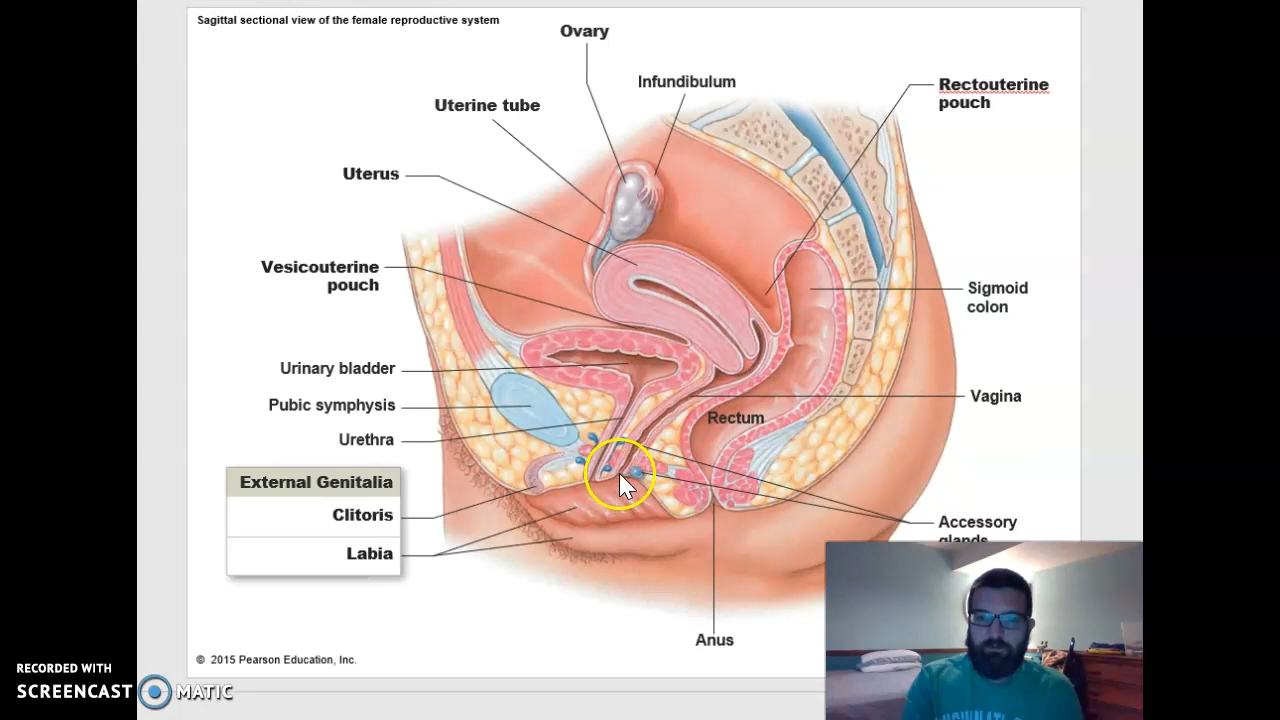 Sagittal sectional view of the female reproductive system
Ovary
Infundibulum
Rectouterine
pouch
Uterine tube
Uterus
Vesicouterine
pouch
Sigmoid
colon
Urinary bladder
Pubic symphysis
Vagina
Rectum
Urethra
External Genitalia
Clitoris
Labia
Accessory
glands
Anus
© 2015 Pearson Education, Inc.
RECORDED WITH
SCREENCAST MATIC